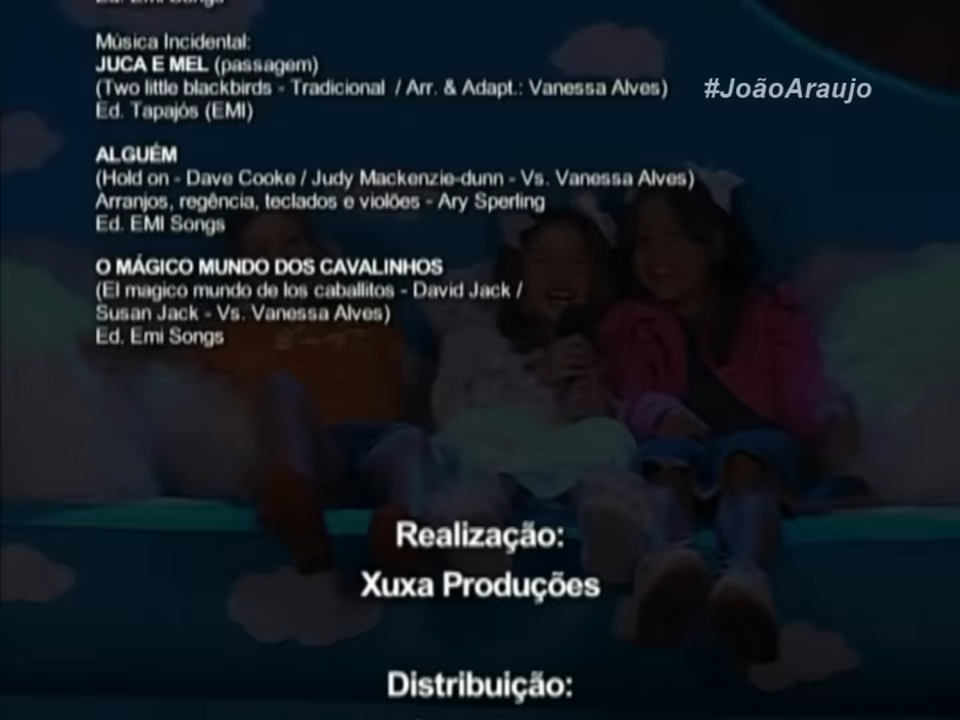 Ed. Emi Songs
Música Incidental:
JUCA E MEL (passagem)
(Two little blackbirds - Tradicional / Arr. & Adapt.: Vanessa Alves)
#JoãoAraujo
Ed. Tapajós (EMI)
ALGUÉM
(Hold on - Dave Cooke / Judy Mackenzie-dunn - Vs. Vanessa Alves)
Arranjos, regência, teclados e violões - Ary Sperling
Ed. EMI Songs
O MÁGICO MUNDO DOS CAVALINHOS
(El magico mundo de los caballitos - David Jack /
Susan Jack - Vs. Vanessa Alves)
Ed. Emi Songs
Realização:
Xuxa Produções
Distribuição: